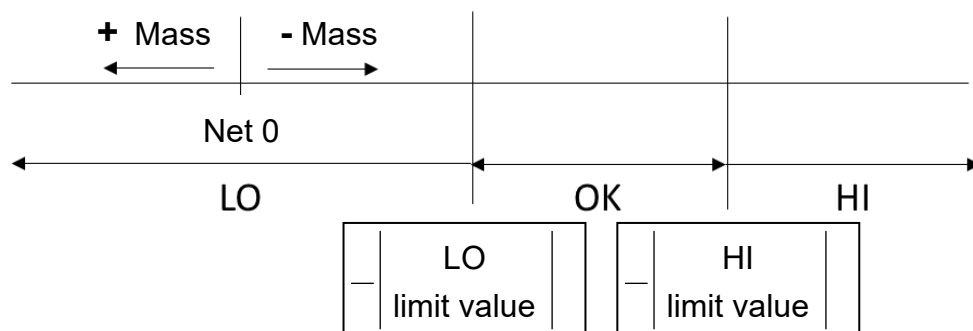 + Mass - Mass
Net 0
LO OK HI
− | LO limit value |
− | HI limit value |